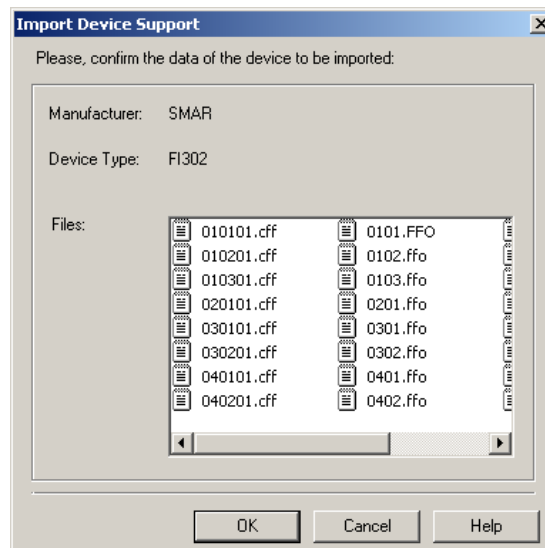 Import Device Support
Please, confirm the data of the device to be imported:
Manufacturer: SMAR
Device Type: FI302
Files:
010101.cff 0101.FFO
010201.cff 0102.ffo
010301.cff 0103.ffo
020101.cff 0201.ffo
030101.cff 0301.ffo
030201.cff 0302.ffo
040101.cff 0401.ffo
040201.cff 0402.ffo
OK Cancel Help